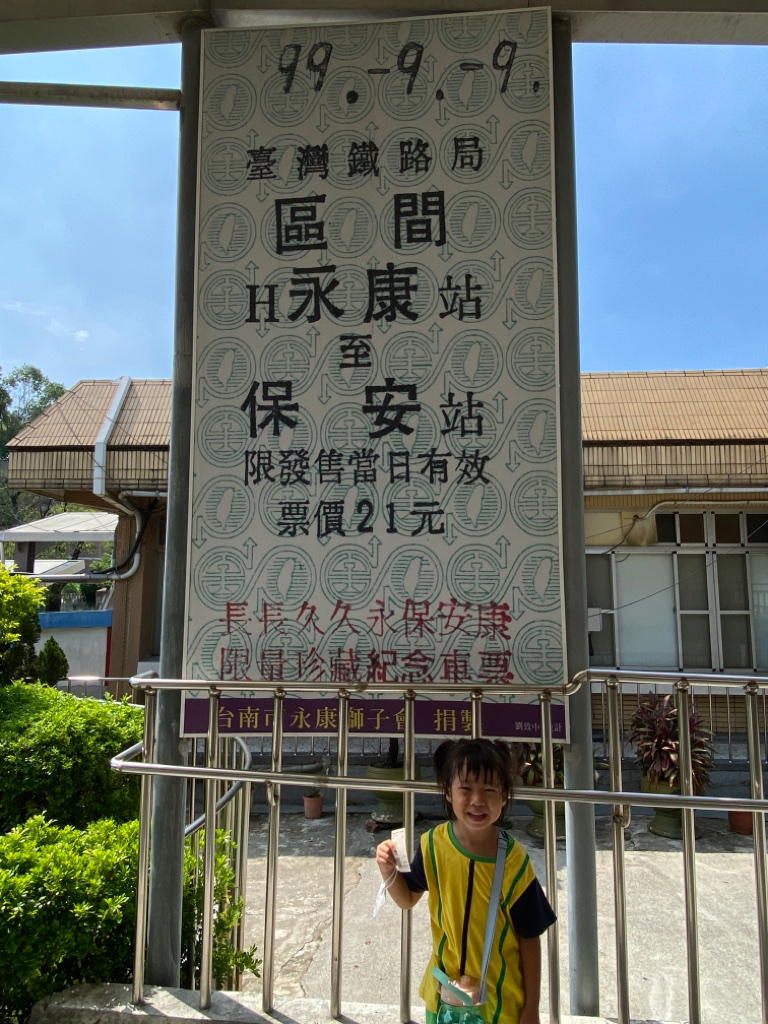 99.-9.-9.
臺灣鐵路局
區間
H永康站
至
保安站
限發售當日有效
票價21元
長長久久永保安康
限量珍藏紀念車票
台南市永康獅子會 捐製